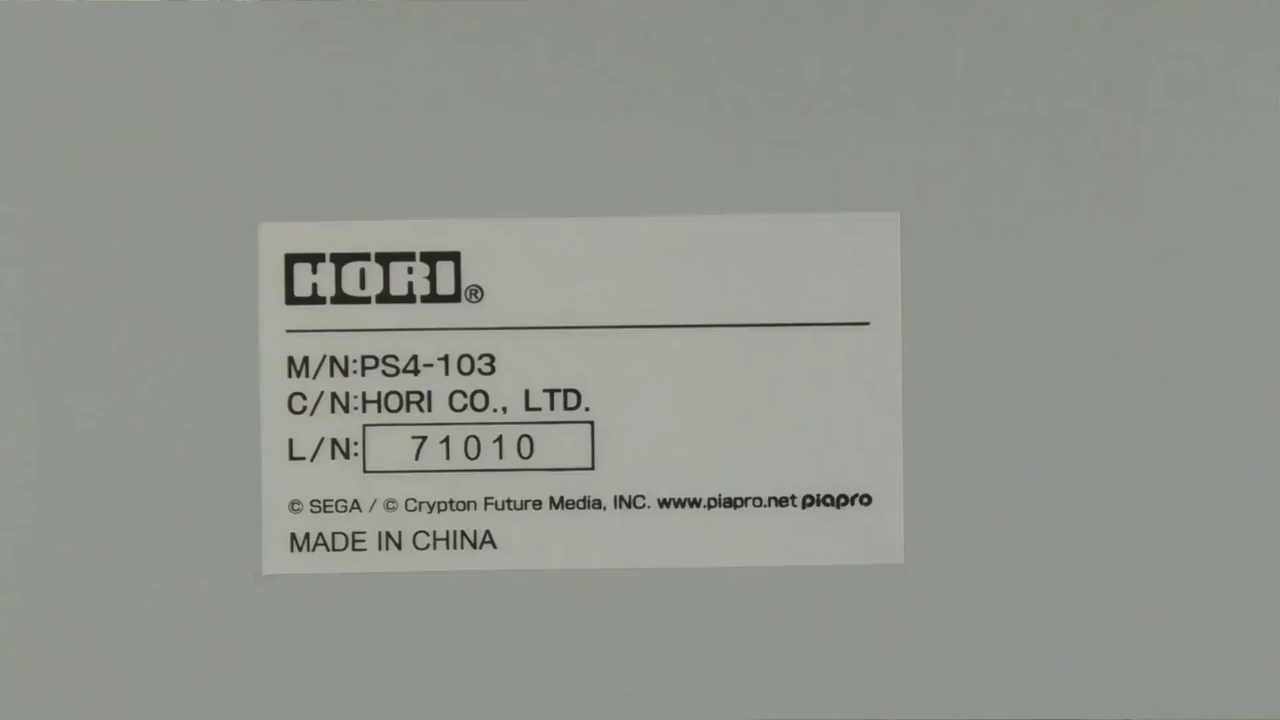 HORI®
M/N:PS4-103
C/N:HORI CO., LTD.
L/N: 71010
© SEGA / © Crypton Future Media, INC. www.piapro.net piapro
MADE IN CHINA